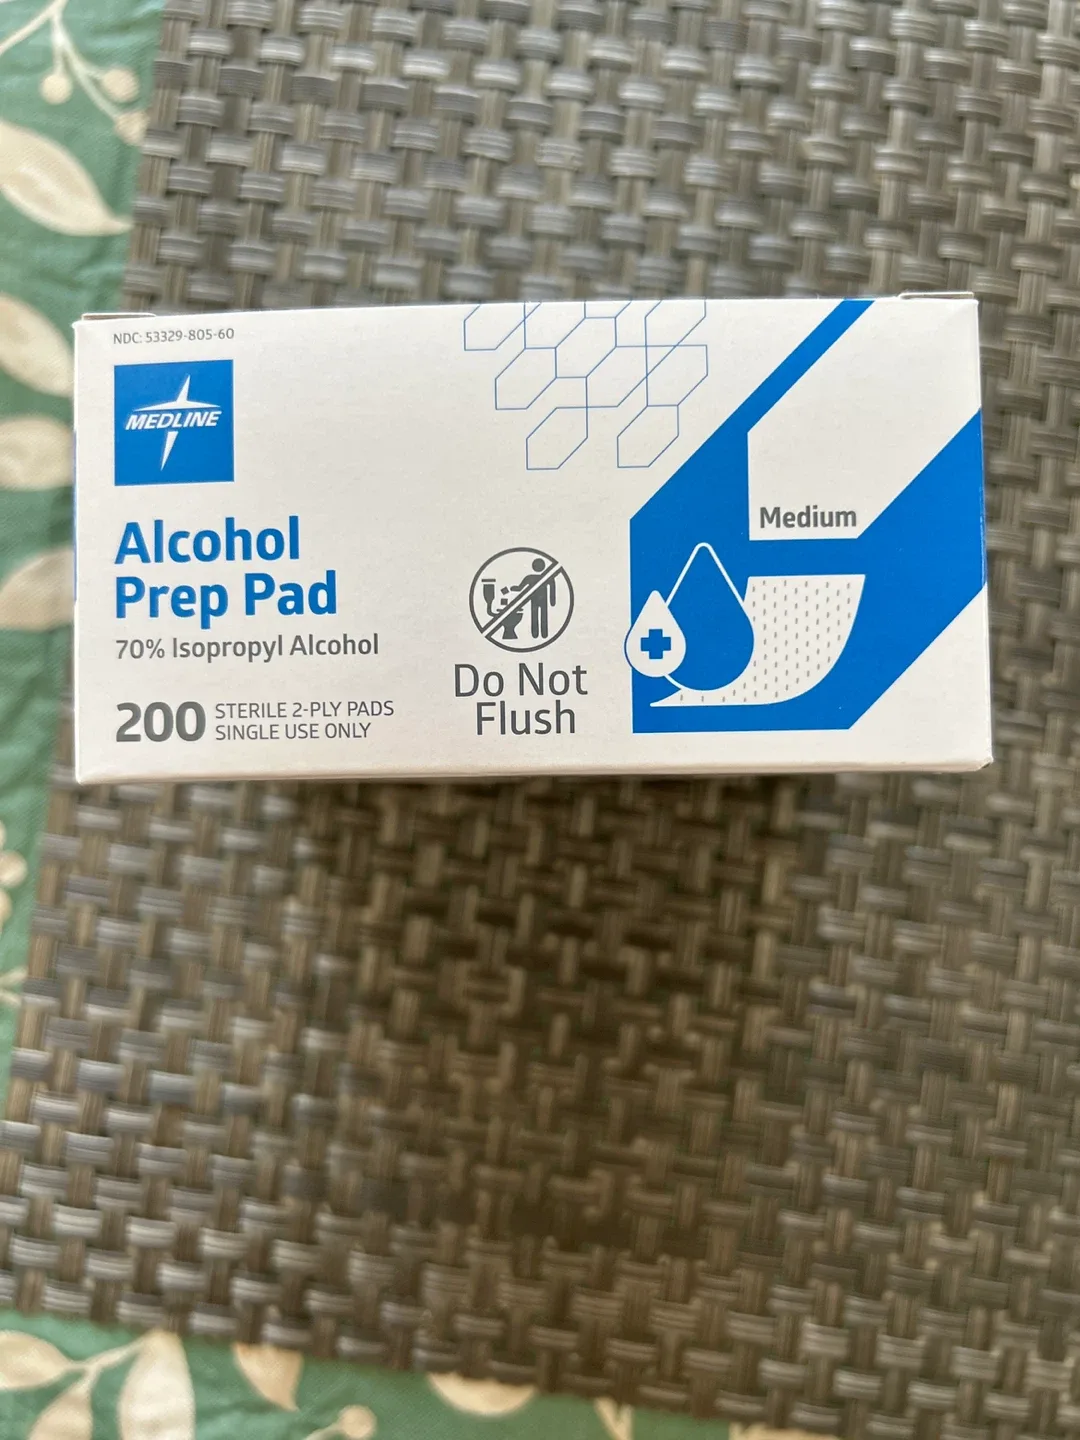 NDC: 53329-805-60
MEDLINE
Alcohol
Prep Pad
70% Isopropyl Alcohol
200 STERILE 2-PLY PADS
SINGLE USE ONLY
Do Not
Flush
Medium